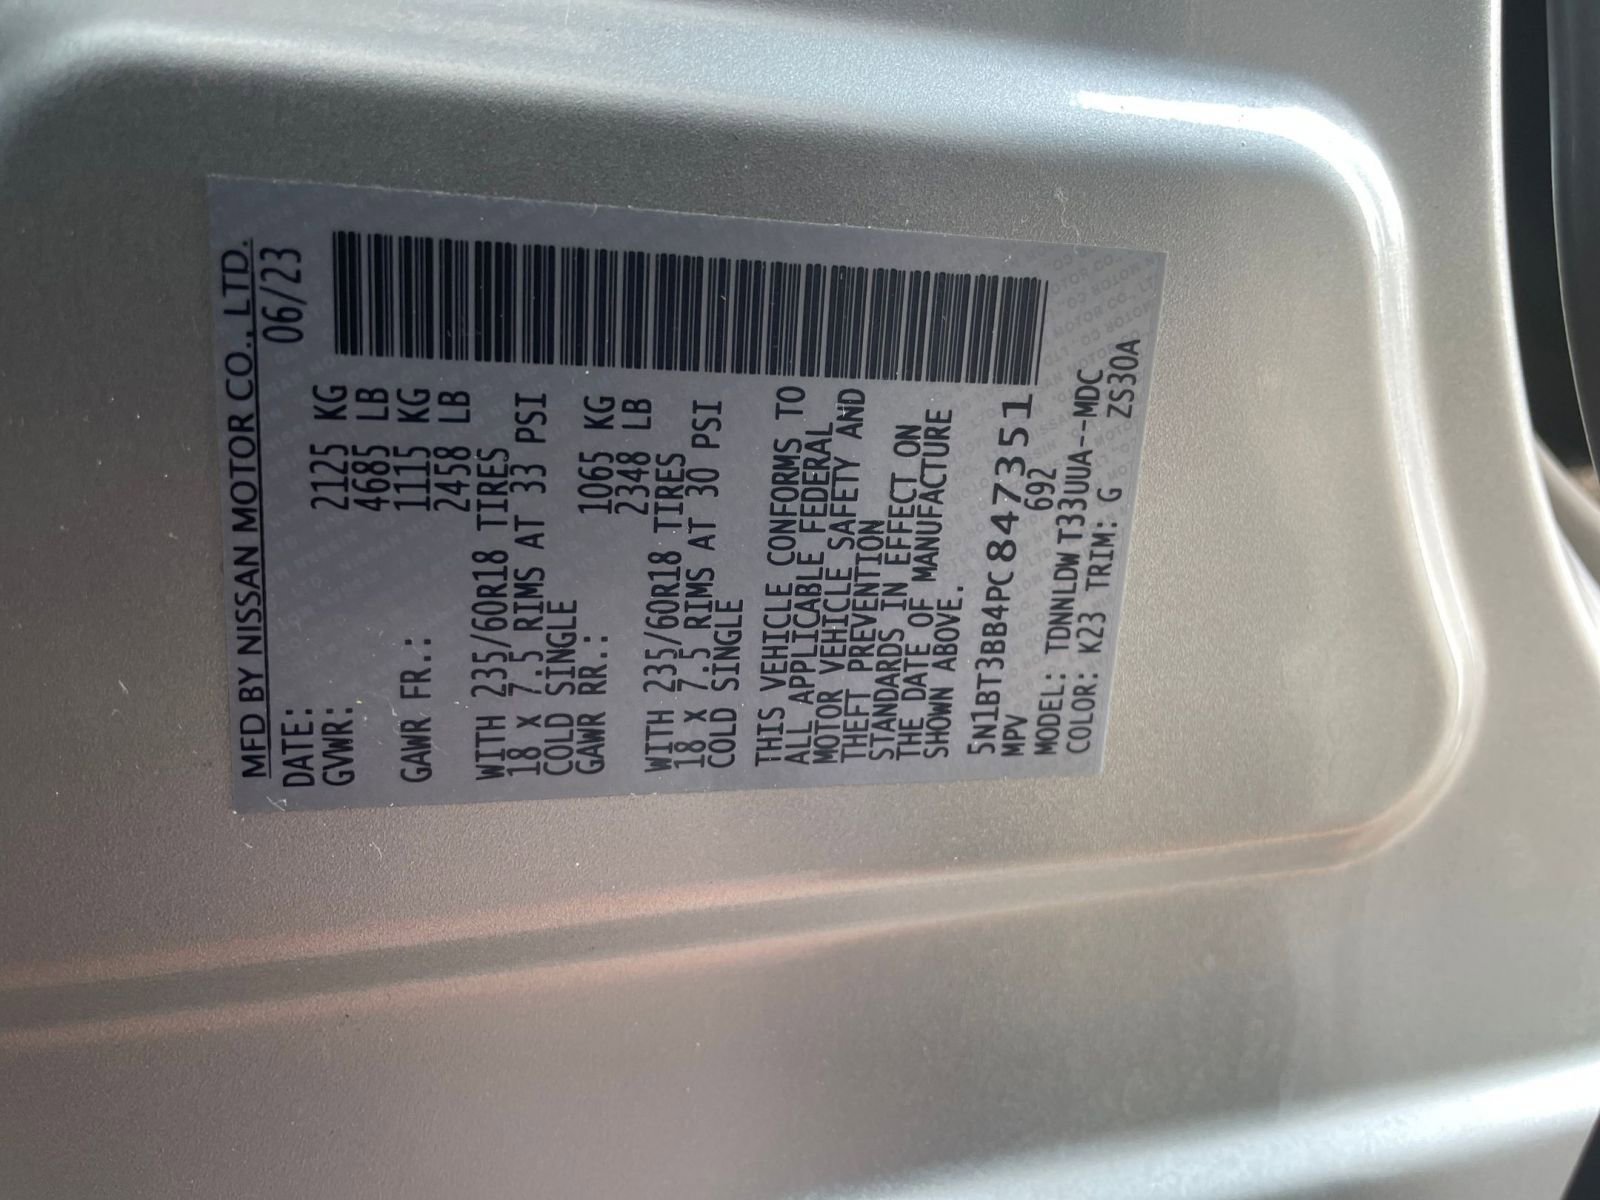 MFD BY NISSAN MOTOR CO., LTD.
DATE: 06/23
GVWR: 2125 KG
4685 LB
GAWR FR.: 1115 KG
2458 LB
WITH 235/60R18 TIRES
18 X 7.5 RIMS AT 33 PSI
COLD SINGLE
GAWR RR.: 1065 KG
2348 LB
WITH 235/60R18 TIRES
18 X 7.5 RIMS AT 30 PSI
COLD SINGLE
THIS VEHICLE CONFORMS TO
ALL APPLICABLE FEDERAL
MOTOR VEHICLE SAFETY AND
THEFT PREVENTION
STANDARDS IN EFFECT ON
THE DATE OF MANUFACTURE
SHOWN ABOVE.
5N1BT3BB4PC847351
MPV 692
MODEL: TDNNLDW T33UUA--MDC
COLOR: K23 TRIM: G ZS30A